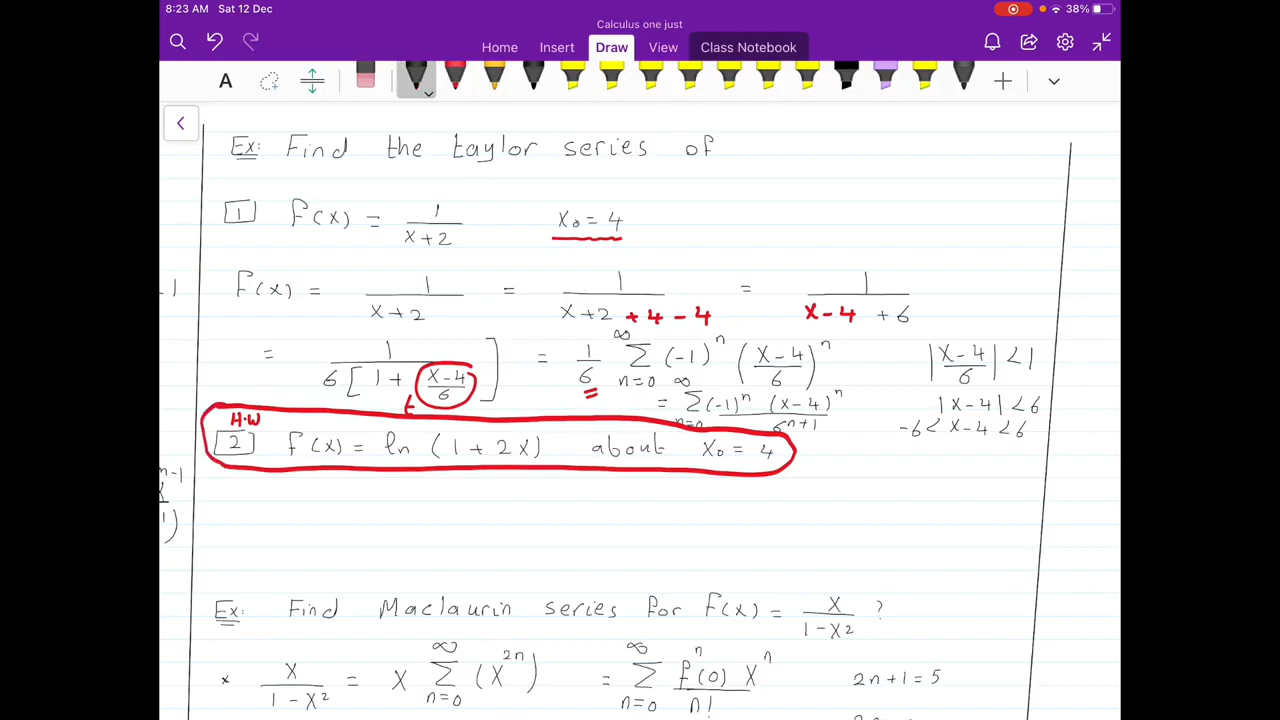 8:23 AM Sat 12 Dec 38%
Calculus one just
Home Insert Draw View Class Notebook
A
Ex: Find the taylor series of
1 f(x) = 1/(x+2) x₀ = 4
-1 f(x) = 1/(x+2) = 1/(x+2 +4 -4) = 1/(x-4 +6)
= 1/(6[1 + (x-4)/6]) = 1/6 ∑_{n=0}^{∞} (-1)^n ((x-4)/6)^n |(x-4)/6| < 1
t = ∑_{n=0}^{∞} (-1)^n (x-4)^n / 6^{n+1} |x-4| < 6
-6 < x-4 < 6
H.W
2 f(x) = ln (1 + 2x) about x₀ = 4
n-1
Ex: Find Maclaurin series for f(x) = x/(1-x²) ?
* x/(1-x²) = x ∑_{n=0}^{∞} (x^{2n}) = ∑_{n=0}^{∞} f^n(0)/n! x^n 2n+1 = 5